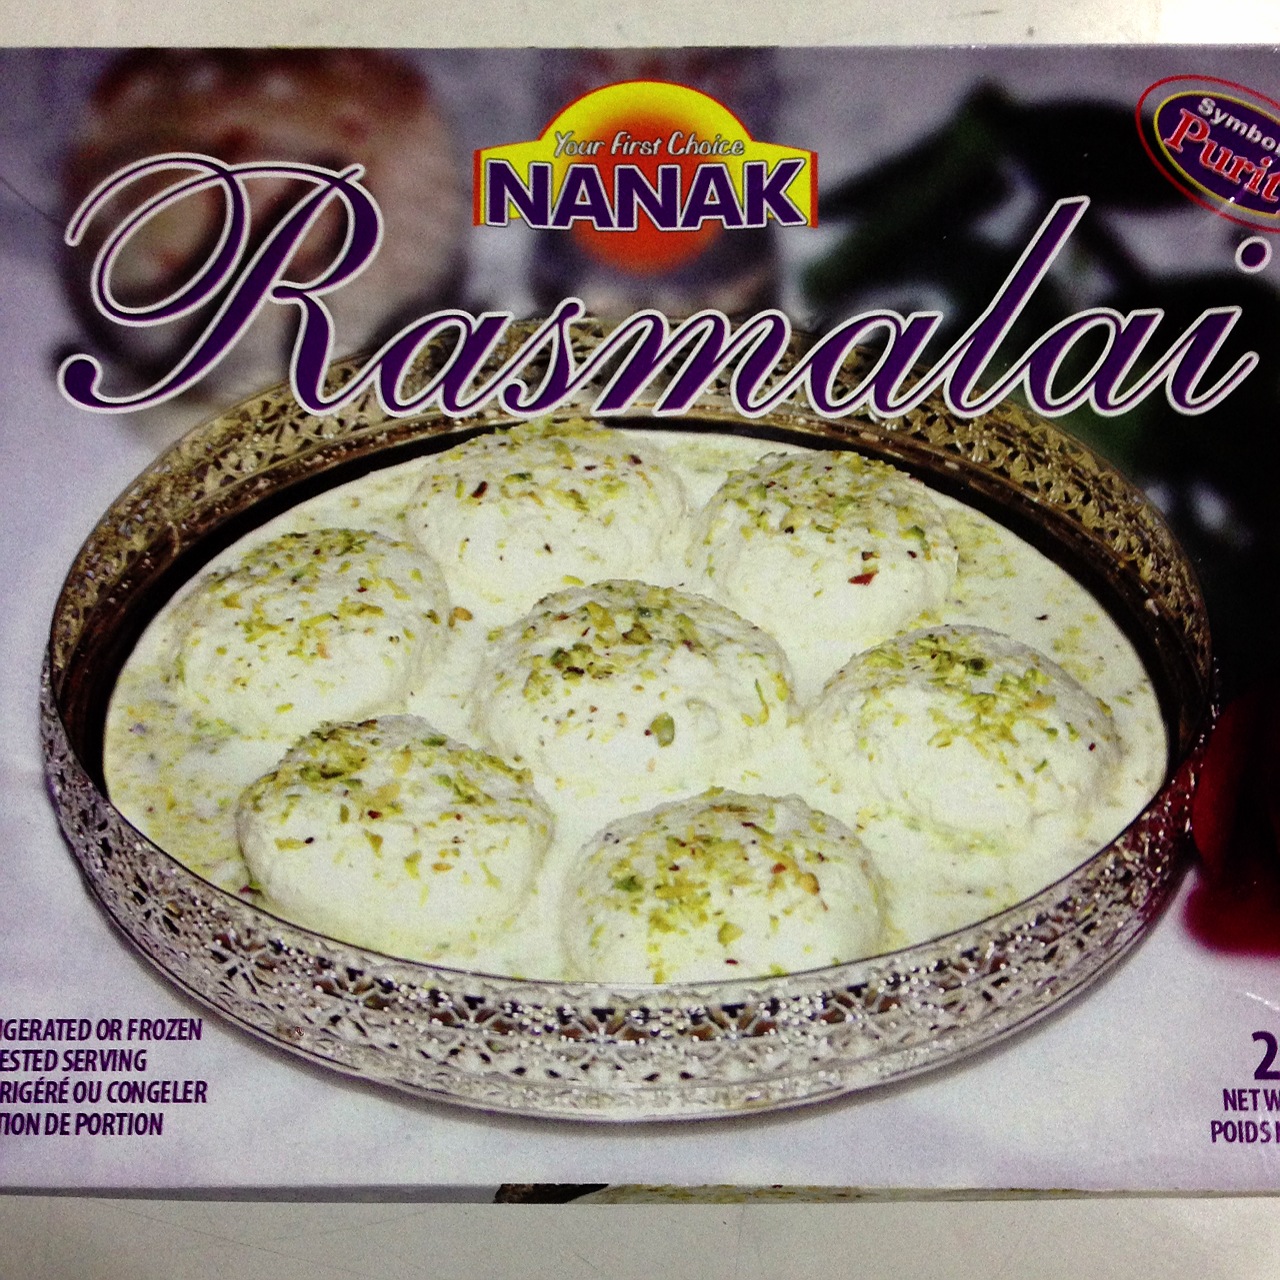 Your First Choice
NANAK
Symbol
Purit
Rasmalai
IGERATED OR FROZEN
ESTED SERVING
RIGÉRÉ OU CONGELER
TION DE PORTION
2
NET W
POIDS